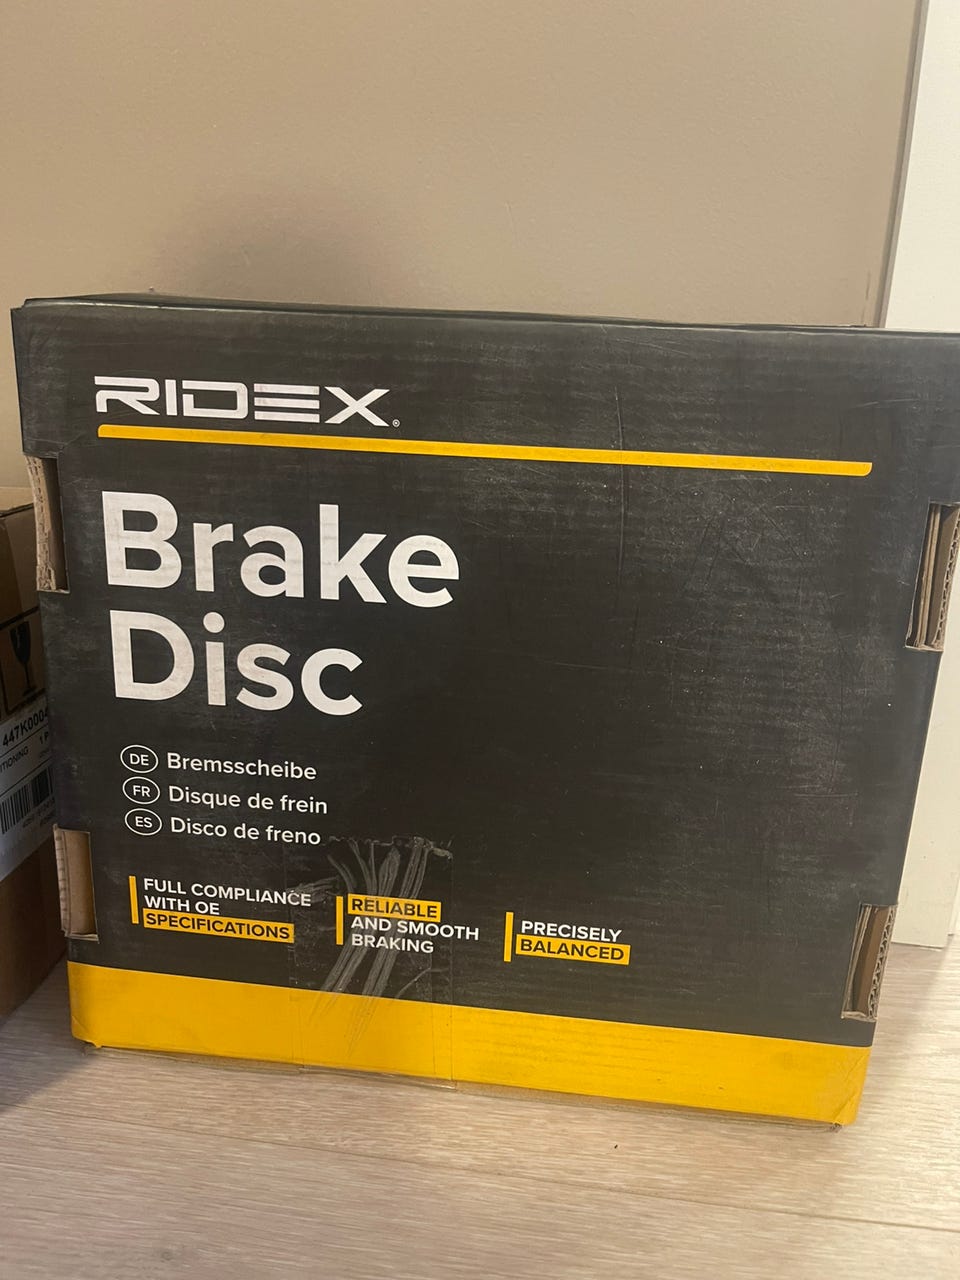 RIDEX®
Brake
Disc
DE Bremsscheibe
FR Disque de frein
ES Disco de freno
FULL COMPLIANCE
WITH OE
SPECIFICATIONS
RELIABLE
AND SMOOTH
BRAKING
PRECISELY
BALANCED
447K0004